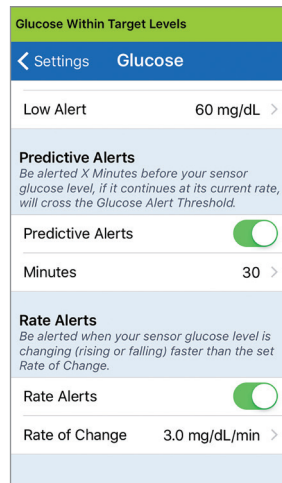 Glucose Within Target Levels
Settings Glucose
Low Alert 60 mg/dL
Predictive Alerts
Be alerted X Minutes before your sensor
glucose level, if it continues at its current rate,
will cross the Glucose Alert Threshold.
Predictive Alerts
Minutes 30
Rate Alerts
Be alerted when your sensor glucose level is
changing (rising or falling) faster than the set
Rate of Change.
Rate Alerts
Rate of Change 3.0 mg/dL/min